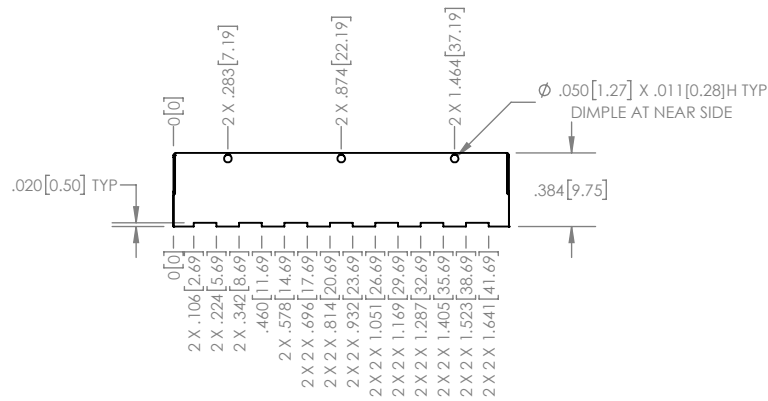 0[0]
2 X .283[7.19]
2 X .874[22.19]
2 X 1.464[37.19]
Ø .050[1.27] X .011[0.28]H TYP
DIMPLE AT NEAR SIDE
.020[0.50] TYP
.384[9.75]
0[0]
2 X .106[2.69]
2 X .224[5.69]
2 X .342[8.69]
.460[11.69]
2 X .578[14.69]
2 X 2 X .696[17.69]
2 X 2 X .814[20.69]
2 X 2 X .932[23.69]
2 X 2 X 1.051[26.69]
2 X 2 X 1.169[29.69]
2 X 2 X 1.287[32.69]
2 X 1.405[35.69]
2 X 2 X 1.523[38.69]
2 X 2 X 1.641[41.69]